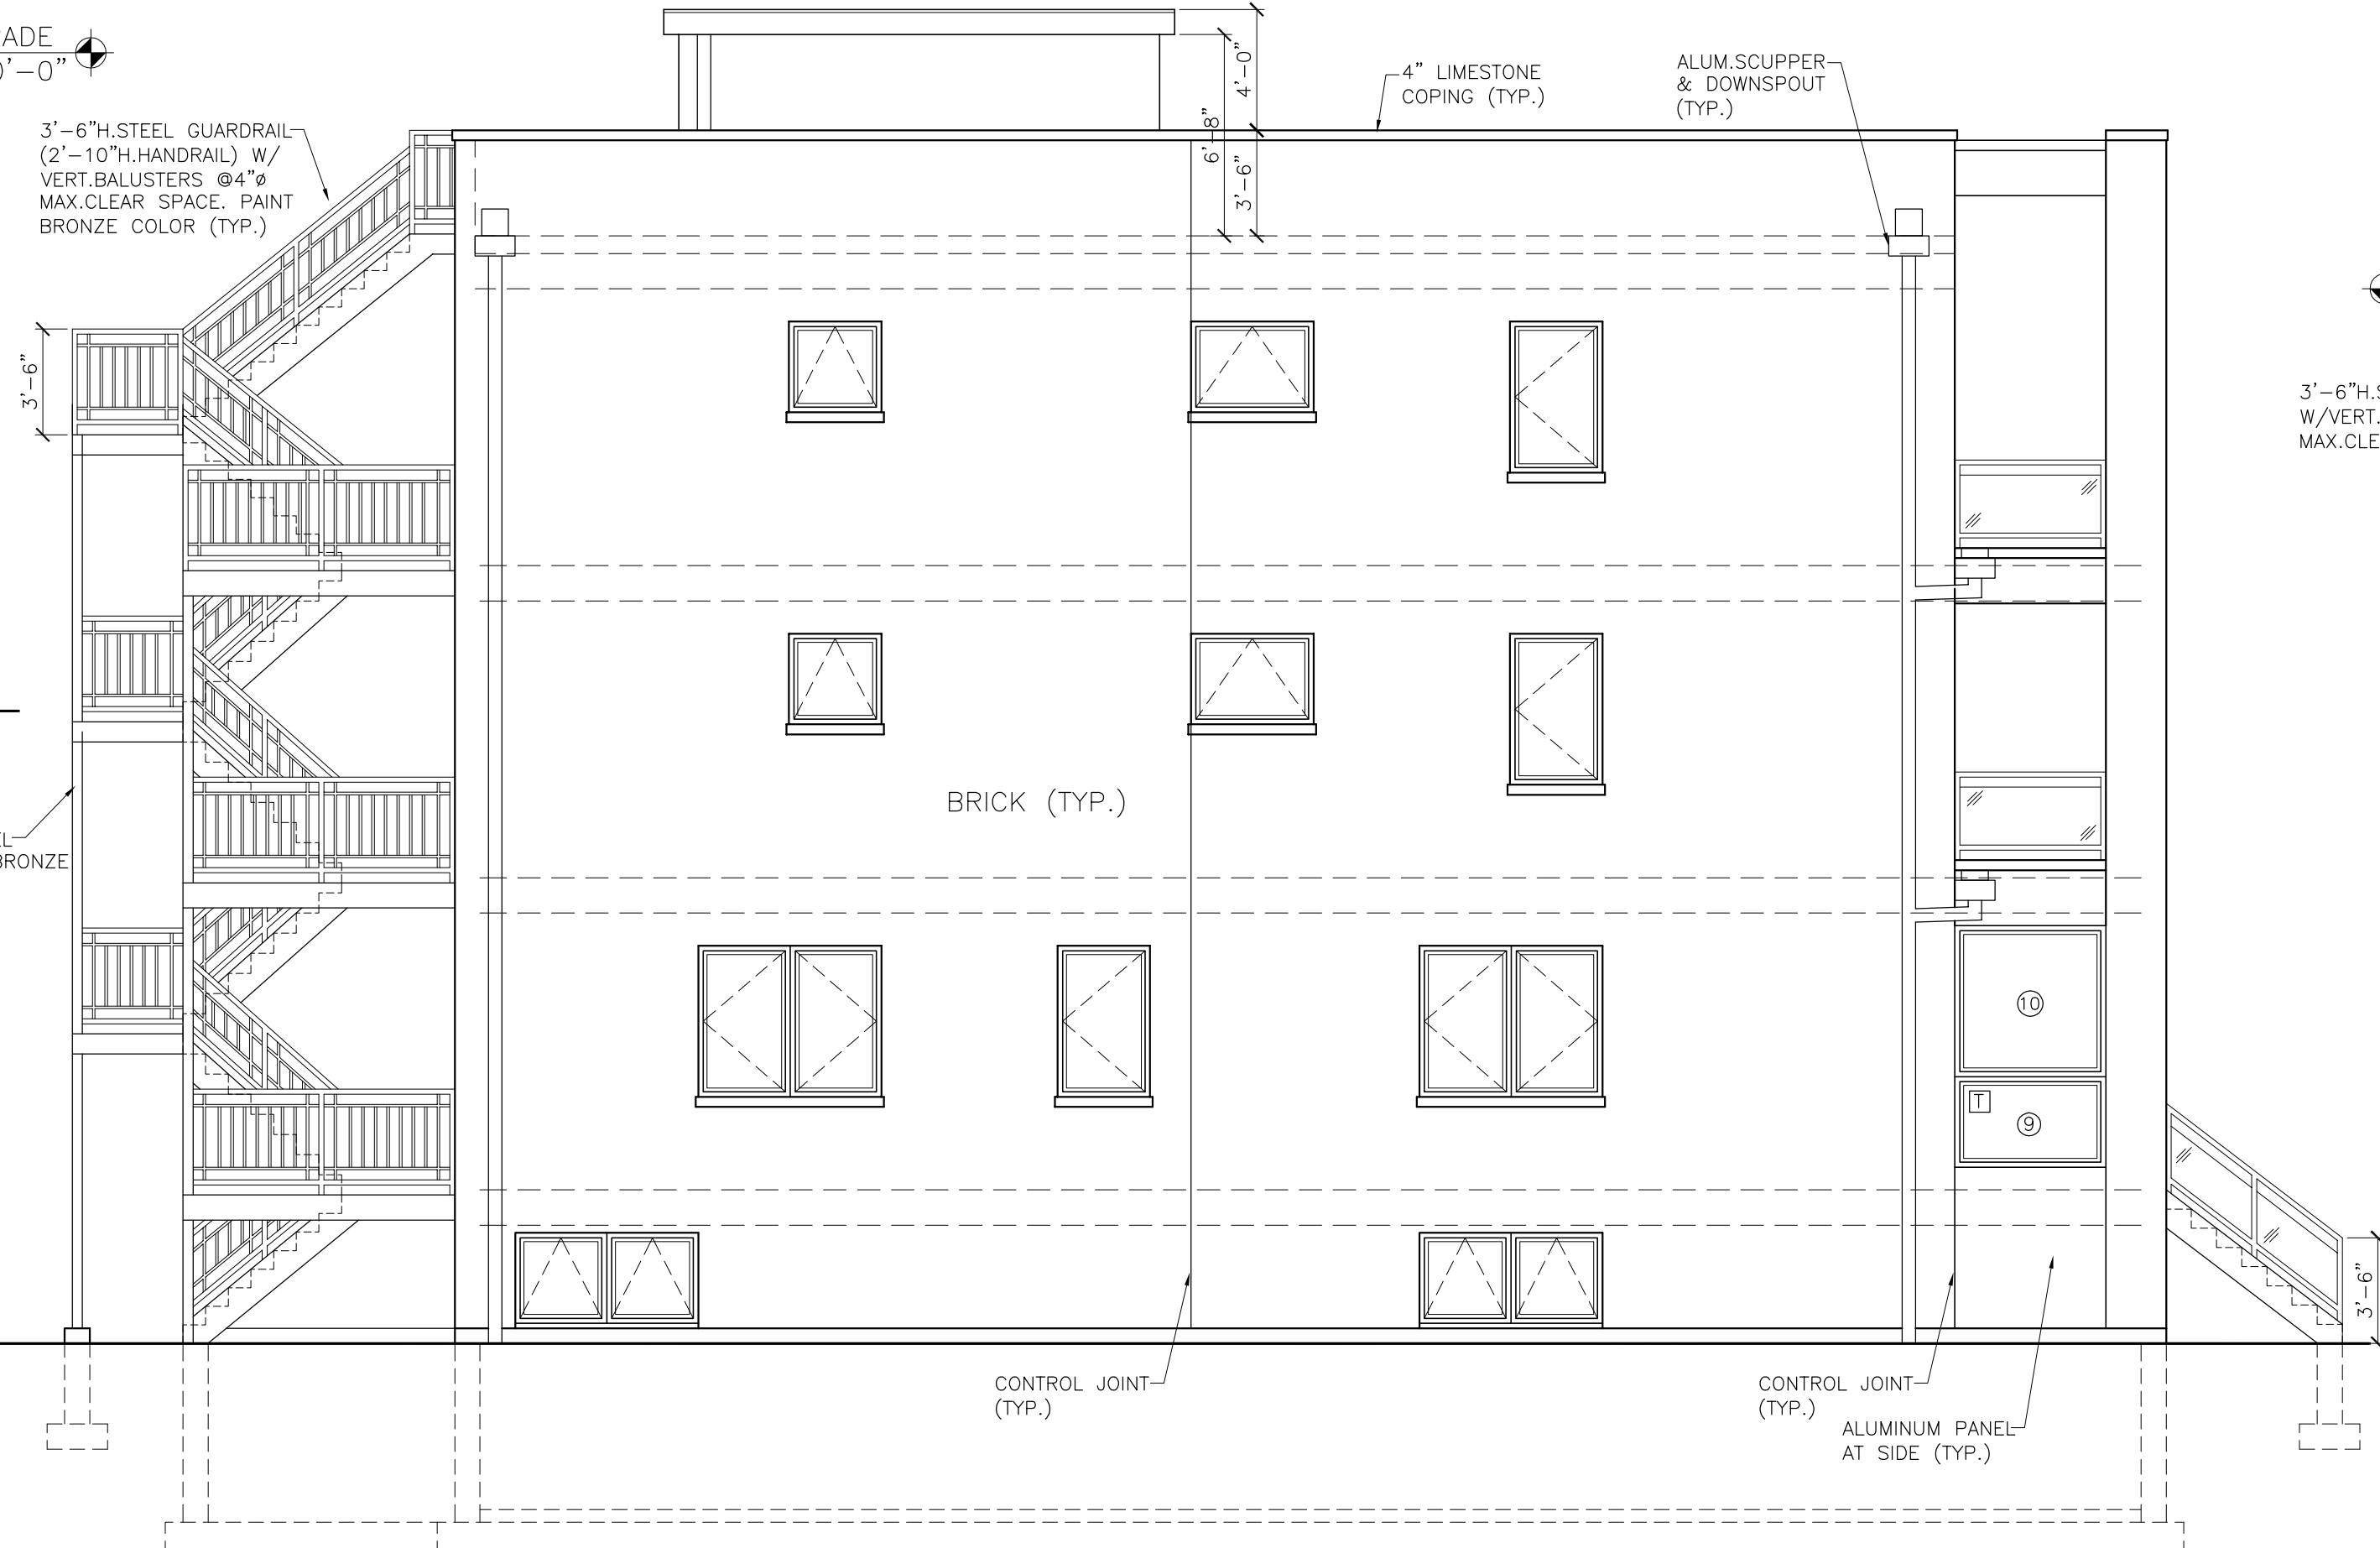 ADE
0'-0"
3'-6"H.STEEL GUARDRAIL
(2'-10"H.HANDRAIL) W/
VERT.BALUSTERS @4"ø
MAX.CLEAR SPACE. PAINT
BRONZE COLOR (TYP.)
4'-0"
6'-8"
3'-6"
4" LIMESTONE
COPING (TYP.)
ALUM.SCUPPER
& DOWNSPOUT
(TYP.)
3'-6"
3'-6"H.S
W/VERT.
MAX.CLE
BRICK (TYP.)
EL
BRONZE
10
T
9
3'-6"
CONTROL JOINT
(TYP.)
CONTROL JOINT
(TYP.)
ALUMINUM PANEL
AT SIDE (TYP.)